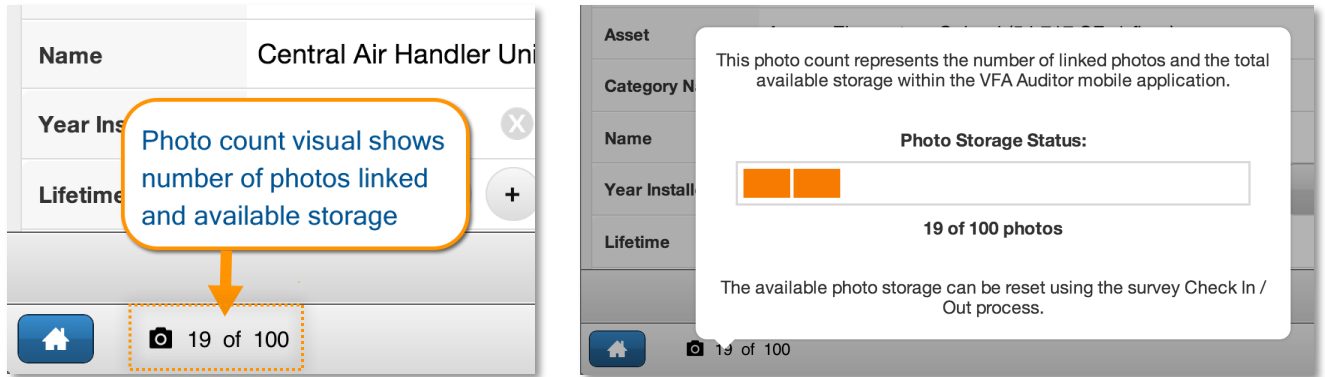 Name
Central Air Handler Uni
Year Ins
X
Lifetime
+
Photo count visual shows
number of photos linked
and available storage
19 of 100
Asset
Category N
Name
Year Install
Lifetime
This photo count represents the number of linked photos and the total
available storage within the VFA Auditor mobile application.
Photo Storage Status:
19 of 100 photos
The available photo storage can be reset using the survey Check In /
Out process.
19 of 100